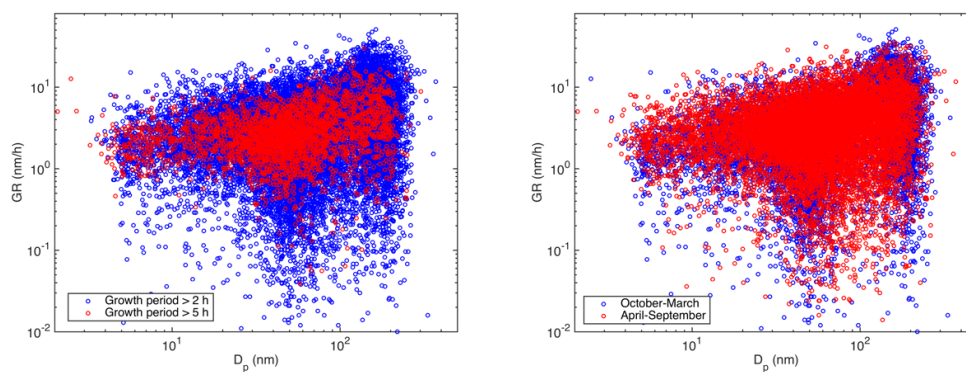 10^1
10^0
10^-1
10^-2
GR (nm/h)
Growth period > 2 h
Growth period > 5 h
10^1
10^2
D_p (nm)
10^1
10^0
10^-1
10^-2
GR (nm/h)
October-March
April-September
10^1
10^2
D_p (nm)